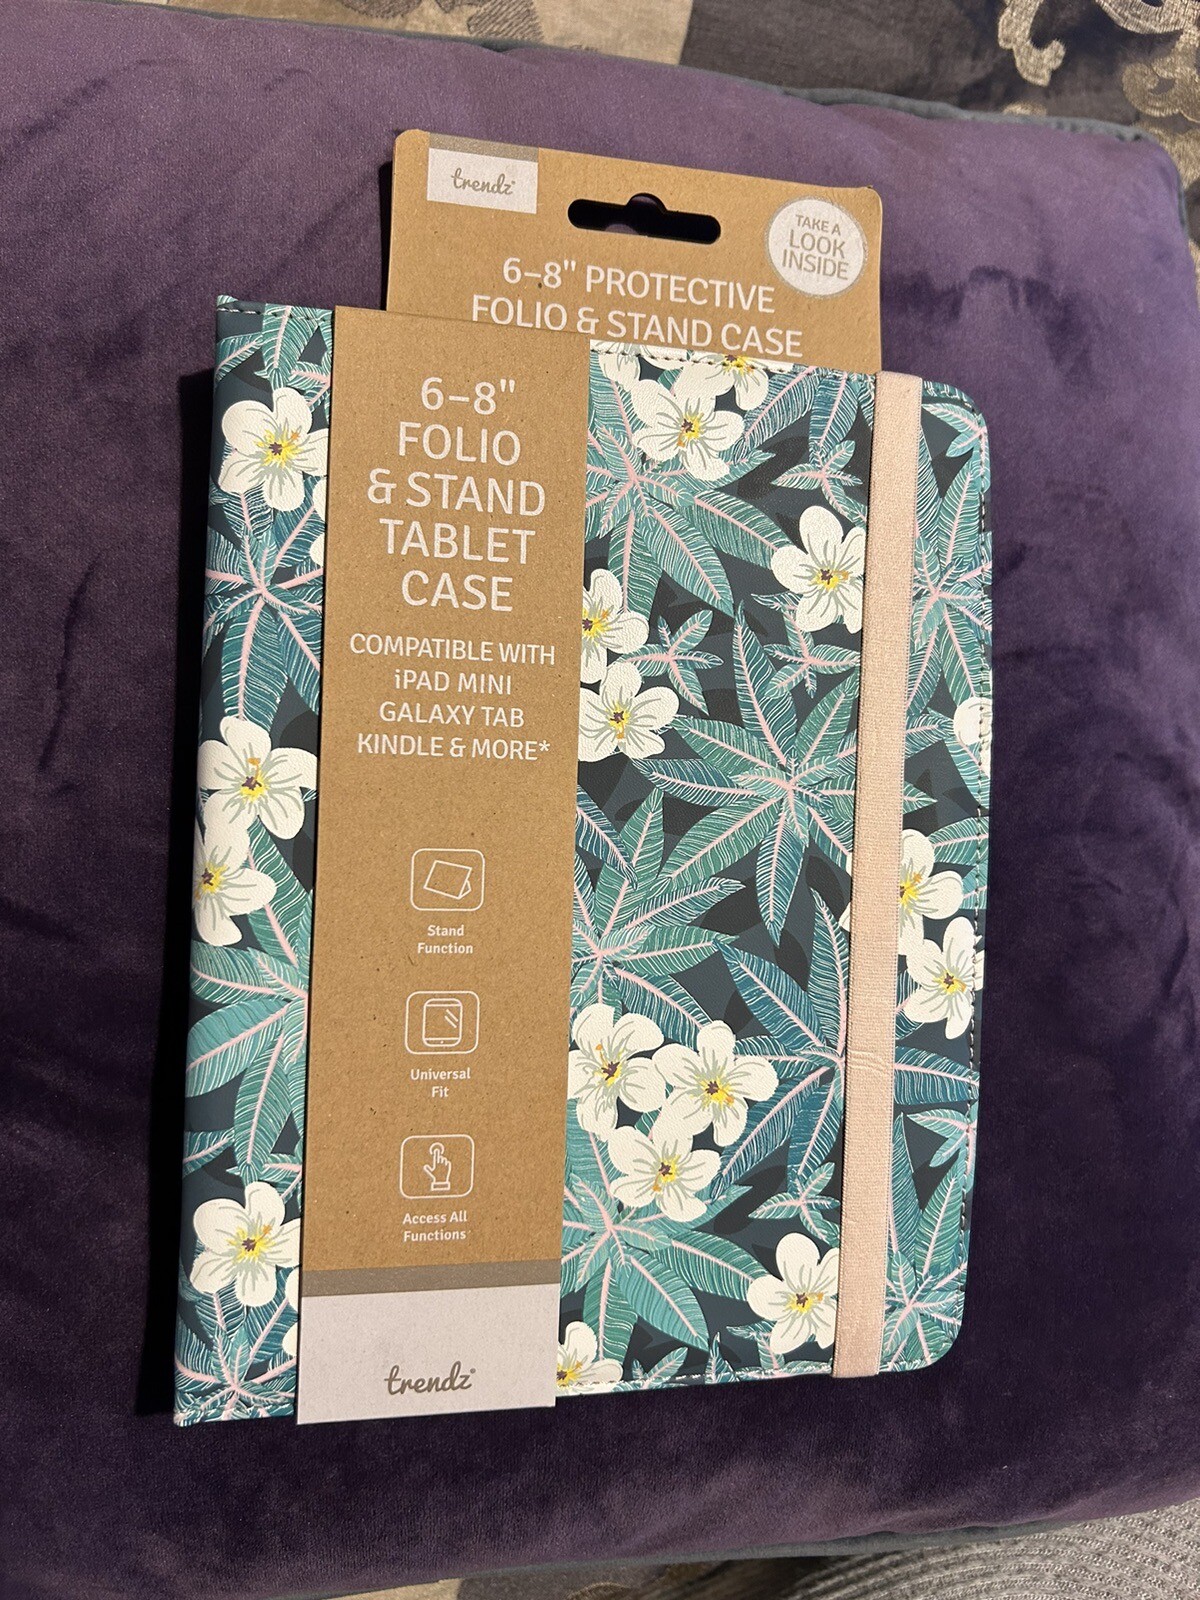 trendz
TAKE A
LOOK
INSIDE
6-8" PROTECTIVE
FOLIO & STAND CASE
6-8"
FOLIO
& STAND
TABLET
CASE
COMPATIBLE WITH
iPAD MINI
GALAXY TAB
KINDLE & MORE*
Stand
Function
Universal
Fit
Access All
Functions
trendz